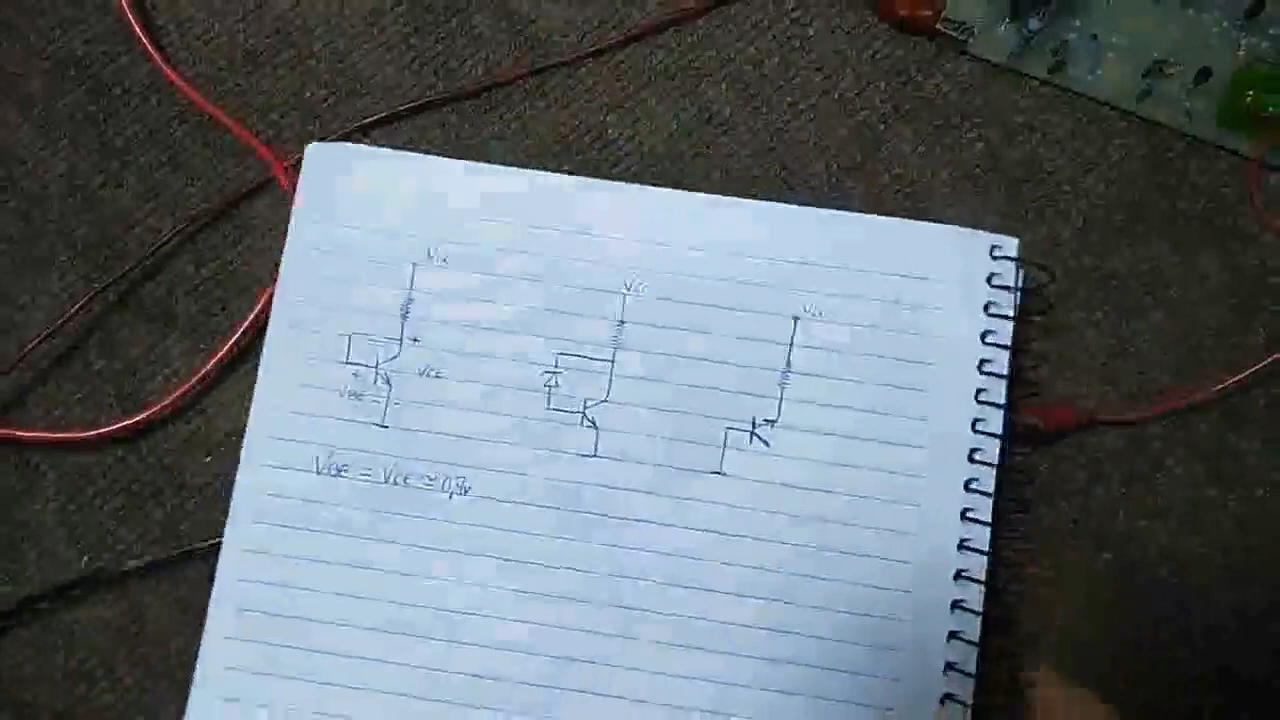 Vcc
Vcc
Vcc
+
+
VCE
VBE -
VBE = VCE ≈ 0,7v